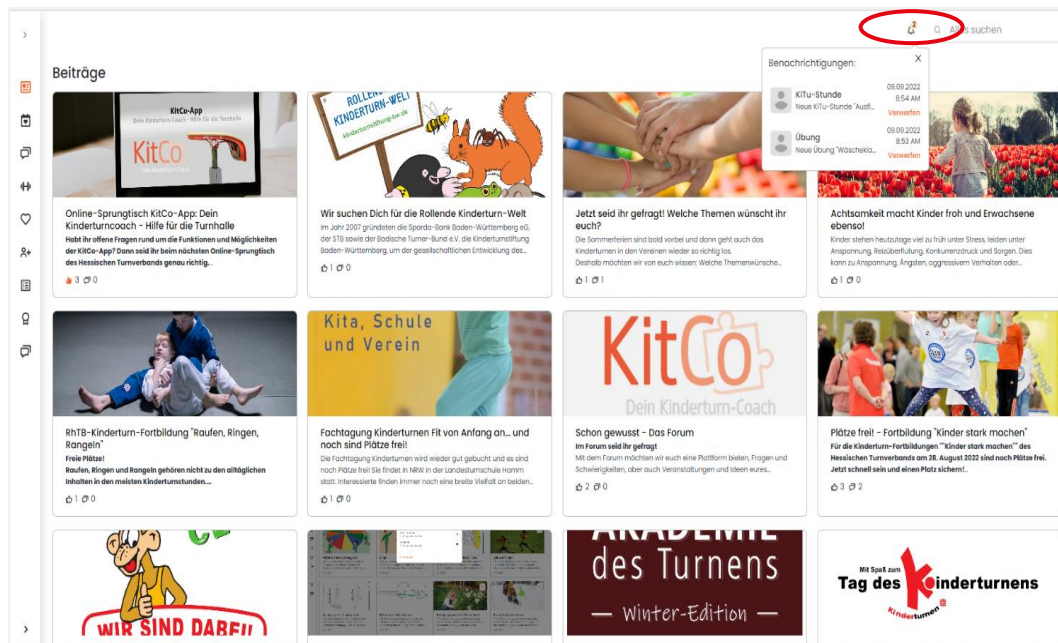 2
Alles suchen
Benachrichtigungen:
X
KiTu-Stunde
09.09.2022
8:54 AM
Neue KiTu-Stunde "Ausfl...
Verwerfen
Übung
09.09.2022
8:53 AM
Neue Übung "Wäschekla...
Verwerfen
Beiträge
KitCo-App
Dein Kinderturn-Coach - Hilfe für die Turnhalle
KitCo
Dein Kinderturn-Coach
Online-Sprungtisch KitCo-App: Dein
Kinderturncoach - Hilfe für die Turnhalle
Habt ihr offene Fragen rund um die Funktionen und Möglichkeiten
der KitCo-App? Dann seid ihr beim nächsten Online-Sprungtisch
des Hessischen Turnverbands genau richtig...
3 0
ROLLENDE
KINDERTURN-WELT
kinderturnstiftung-bw.de
Wir suchen Dich für die Rollende Kinderturn-Welt
Im Jahr 2007 gründeten die Sparda-Bank Baden-Württemberg eG,
der STB sowie der Badische Turner-Bund e.V. die Kinderturnstiftung
Baden-Württemberg, um der gesellschaftlichen Entwicklung des...
1 0
Jetzt seid ihr gefragt! Welche Themen wünscht ihr
euch?
Die Sommerferien sind bald vorbei und dann geht auch das
Kinderturnen in den Vereinen wieder so richtig los.
Deshalb möchten wir von euch wissen: Welche Themenwünsche...
1 1
Achtsamkeit macht Kinder froh und Erwachsene
ebenso!
Kinder stehen heutzutage viel zu früh unter Stress, leiden unter
Anspannung, Reizüberflutung, Konkurrenzdruck und Sorgen. Dies
kann zu Anspannung, Ängsten, aggressivem Verhalten oder...
1 0
RhTB-Kinderturn-Fortbildung "Raufen, Ringen,
Rangeln"
Freie Plätze!
Raufen, Ringen und Rangeln gehören nicht zu den alltäglichen
Inhalten in den meisten Kinderturnstunden....
1 0
Kita, Schule
und Verein
Fachtagung Kinderturnen Fit von Anfang an... und
noch sind Plätze frei!
Die Fachtagung Kinderturnen wird wieder gut gebucht und es sind
noch Plätze frei! Sie findet in NRW in der Landesturnschule Hamm
statt. Interessierte finden immer noch eine breite Vielfalt an beiden...
1 0
KitCo
Dein Kinderturn-Coach
Schon gewusst - Das Forum
Im Forum seid ihr gefragt
Mit dem Forum möchten wir euch eine Plattform bieten, Fragen und
Schwierigkeiten, aber auch Veranstaltungen und Ideen eures...
2 0
Plätze frei! - Fortbildung "Kinder stark machen"
Für die Kinderturn-Fortbildungen ""Kinder stark machen"" des
Hessischen Turnverbands am 28. August 2022 sind noch Plätze frei.
Jetzt schnell sein und einen Platz sichern!..
3 2
WIR SIND DABEI!
AKADEMIE
des Turnens
— Winter-Edition —
Mit Spaß zum
Tag des Kinderturnens
Kinderturnen